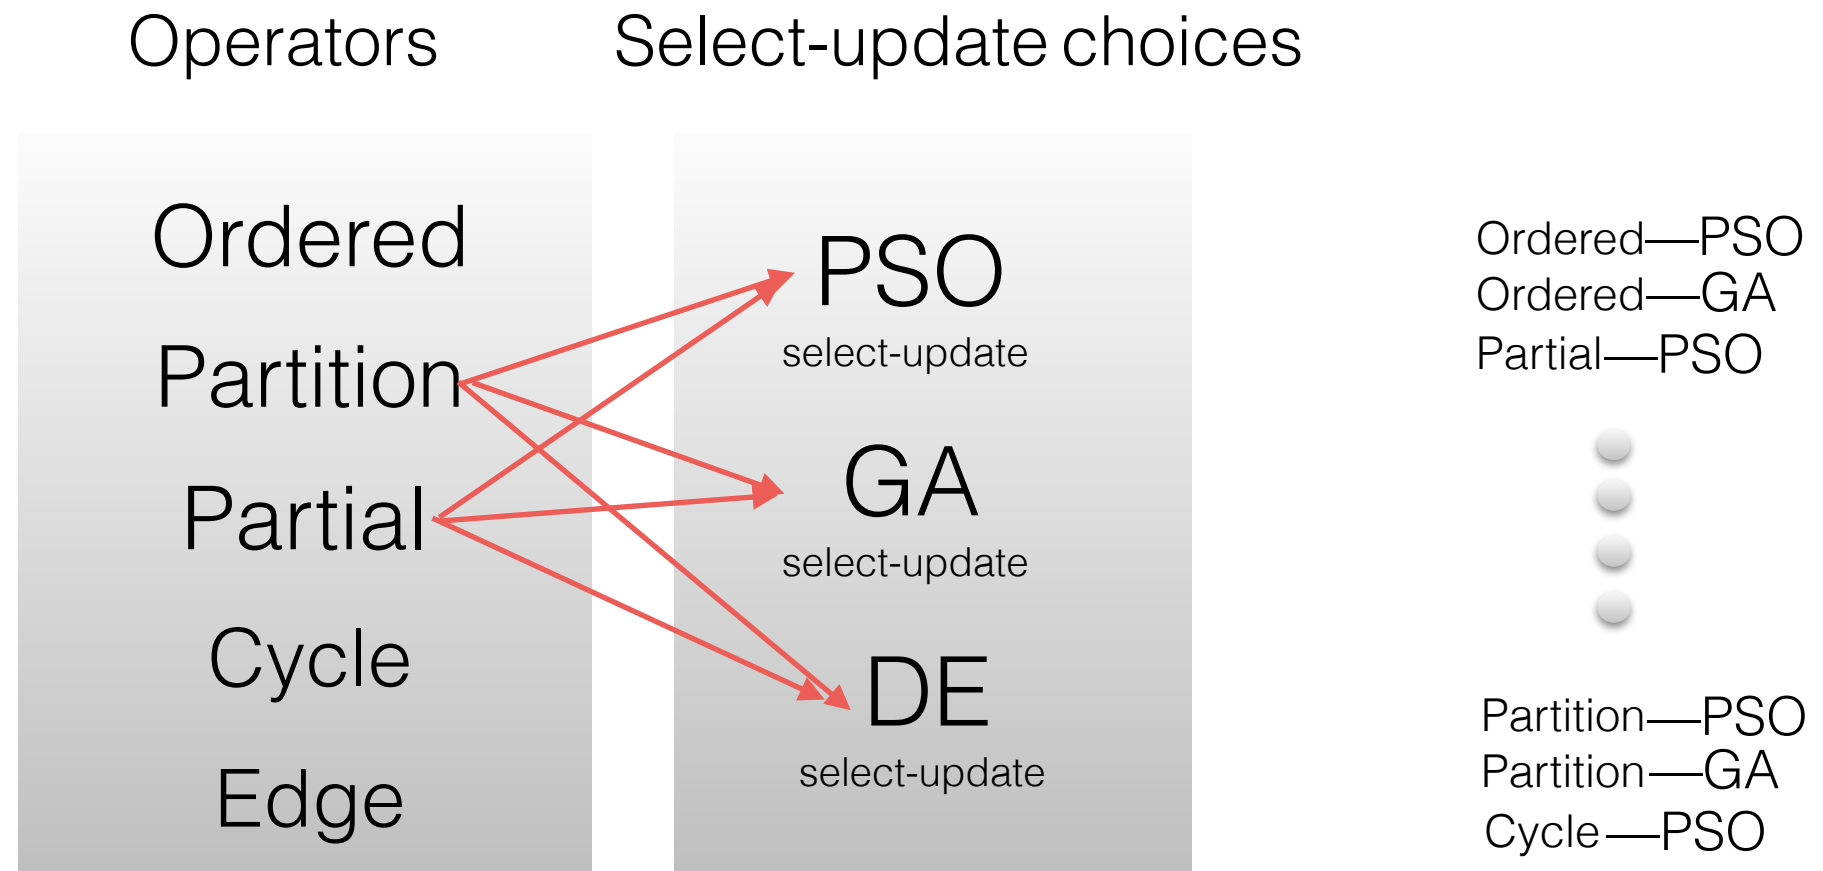 Operators
Select-update choices
Ordered
Partition
Partial
Cycle
Edge
PSO
select-update
GA
select-update
DE
select-update
Ordered—PSO
Ordered—GA
Partial—PSO
Partition—PSO
Partition—GA
Cycle—PSO